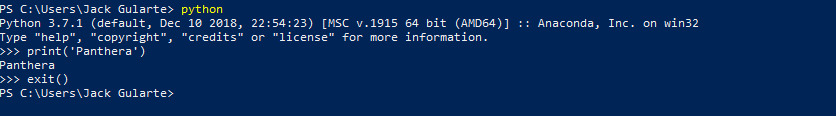 PS C:\Users\Jack Gularte> python
Python 3.7.1 (default, Dec 10 2018, 22:54:23) [MSC v.1915 64 bit (AMD64)] :: Anaconda, Inc. on win32
Type "help", "copyright", "credits" or "license" for more information.
>>> print('Panthera')
Panthera
>>> exit()
PS C:\Users\Jack Gularte>